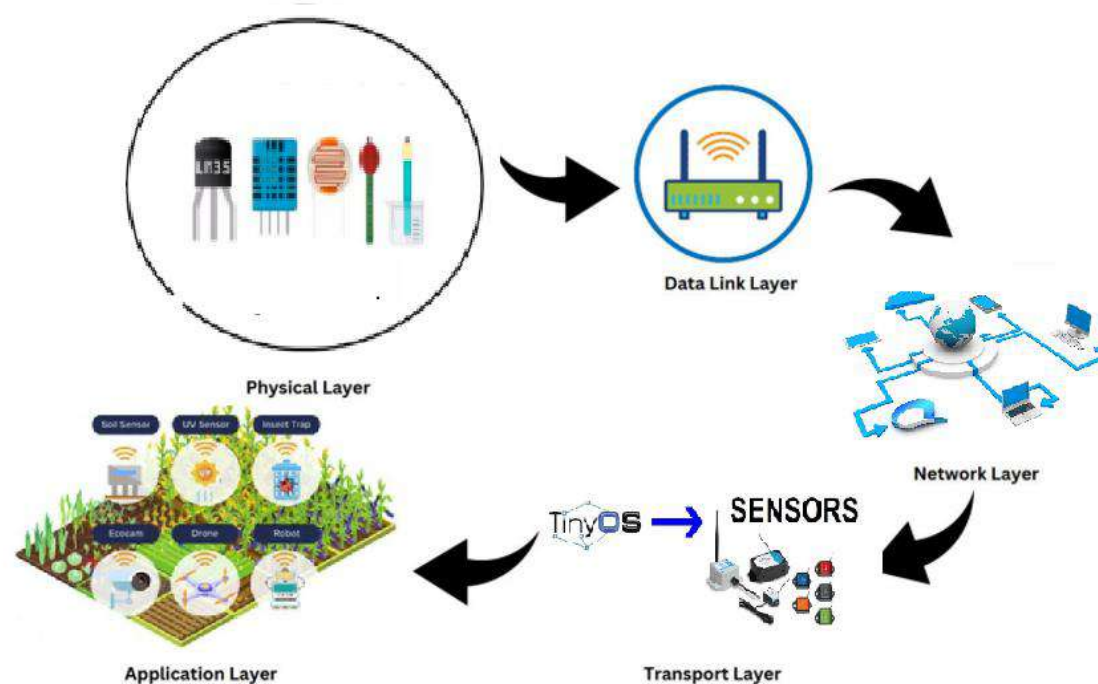 Physical Layer
Data Link Layer
Network Layer
Soil Sensor
UV Sensor
Insect Trap
Ecocam
Drone
Robot
TinyOS
SENSORS
Application Layer
Transport Layer